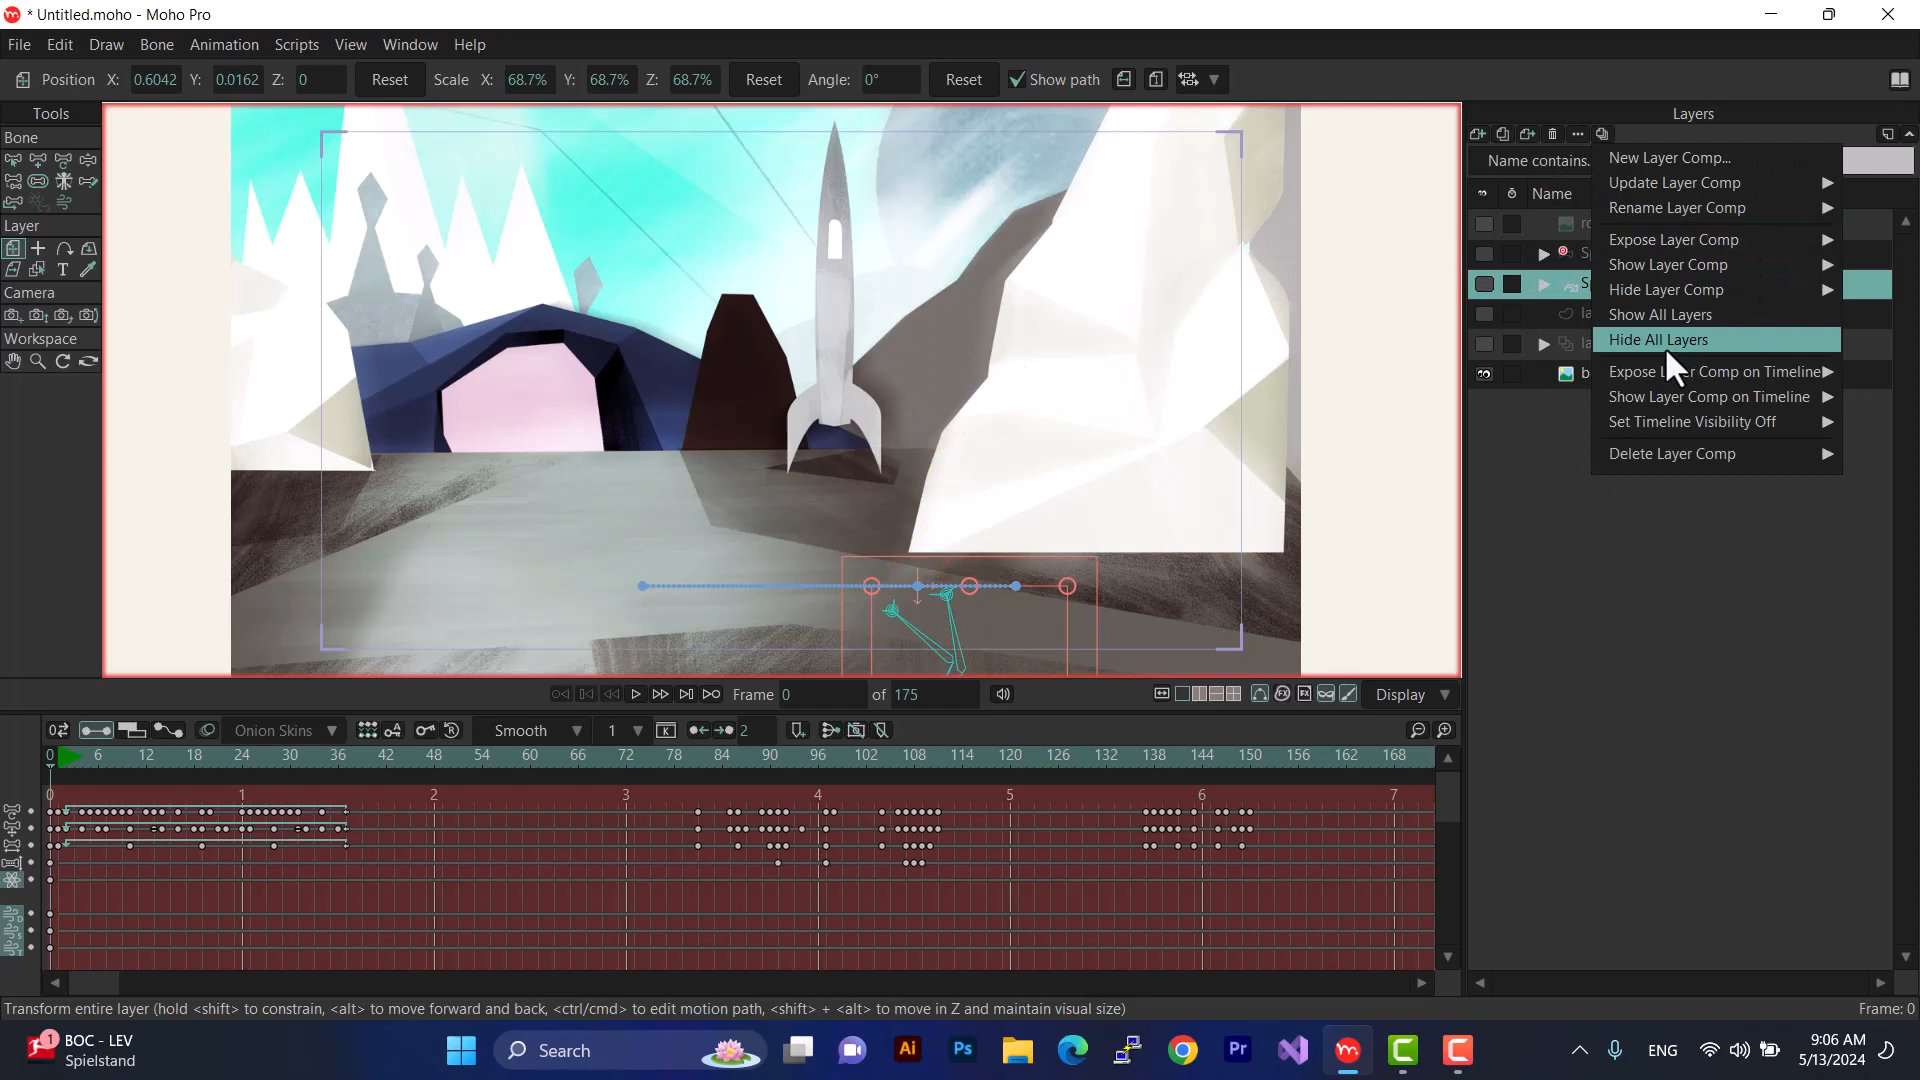 * Untitled.moho - Moho Pro
File Edit Draw Bone Animation Scripts View Window Help
Position X: 0.6042 Y: 0.0162 Z: 0 Reset Scale X: 68.7% Y: 68.7% Z: 68.7% Reset Angle: 0° Reset Show path
Tools
Bone
Layer
Camera
Workspace
Layers
Name contains.
Name
New Layer Comp...
Update Layer Comp
Rename Layer Comp
Expose Layer Comp
Show Layer Comp
Hide Layer Comp
Show All Layers
Hide All Layers
Expose Layer Comp on Timeline
Show Layer Comp on Timeline
Set Timeline Visibility Off
Delete Layer Comp
Frame 0 of 175 Display
Onion Skins Smooth 1 2
0 6 12 18 24 30 36 42 48 54 60 66 72 78 84 90 96 102 108 114 120 126 132 138 144 150 156 162 168
0 1 2 3 4 5 6 7
Transform entire layer (hold <shift> to constrain, <alt> to move forward and back, <ctrl/cmd> to edit motion path, <shift> + <alt> to move in Z and maintain visual size) Frame: 0
1 BOC - LEV
Spielstand
Search
Ai Ps Pr
ENG
9:06 AM
5/13/2024